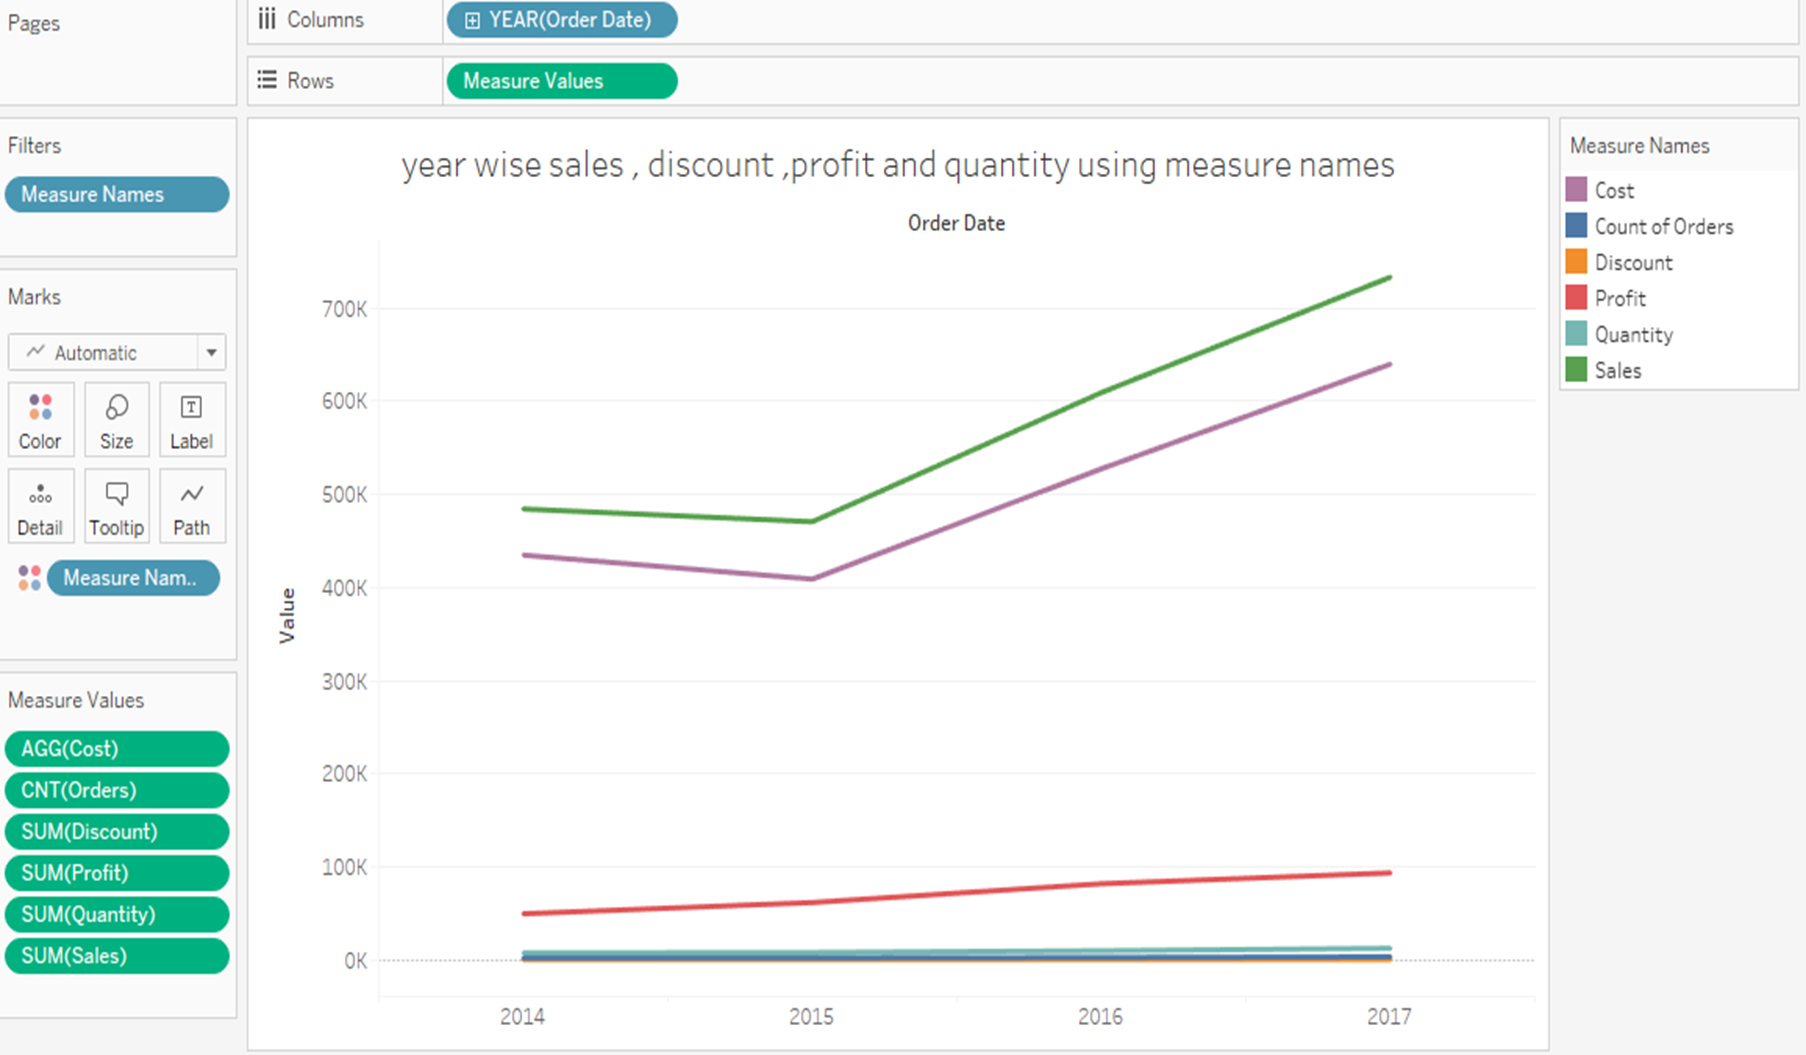 Pages
Columns
YEAR(Order Date)
Rows
Measure Values
Filters
Measure Names
Marks
Automatic
Color
Size
Label
Detail
Tooltip
Path
Measure Nam..
Measure Values
AGG(Cost)
CNT(Orders)
SUM(Discount)
SUM(Profit)
SUM(Quantity)
SUM(Sales)
year wise sales , discount ,profit and quantity using measure names
Order Date
Value
700K
600K
500K
400K
300K
200K
100K
0K
2014
2015
2016
2017
Measure Names
Cost
Count of Orders
Discount
Profit
Quantity
Sales